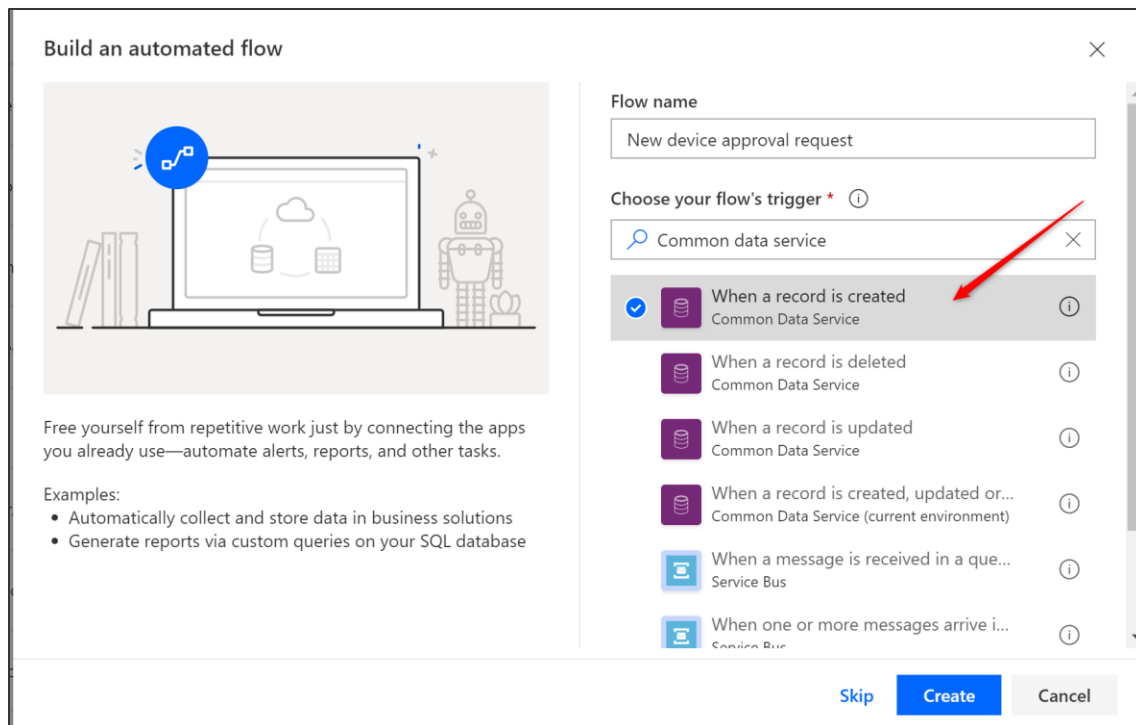 Build an automated flow
Free yourself from repetitive work just by connecting the apps
you already use—automate alerts, reports, and other tasks.
Examples:
• Automatically collect and store data in business solutions
• Generate reports via custom queries on your SQL database
Flow name
New device approval request
Choose your flow's trigger *
Common data service
When a record is created
Common Data Service
When a record is deleted
Common Data Service
When a record is updated
Common Data Service
When a record is created, updated or...
Common Data Service (current environment)
When a message is received in a que...
Service Bus
When one or more messages arrive i...
Service Bus
Skip
Create
Cancel